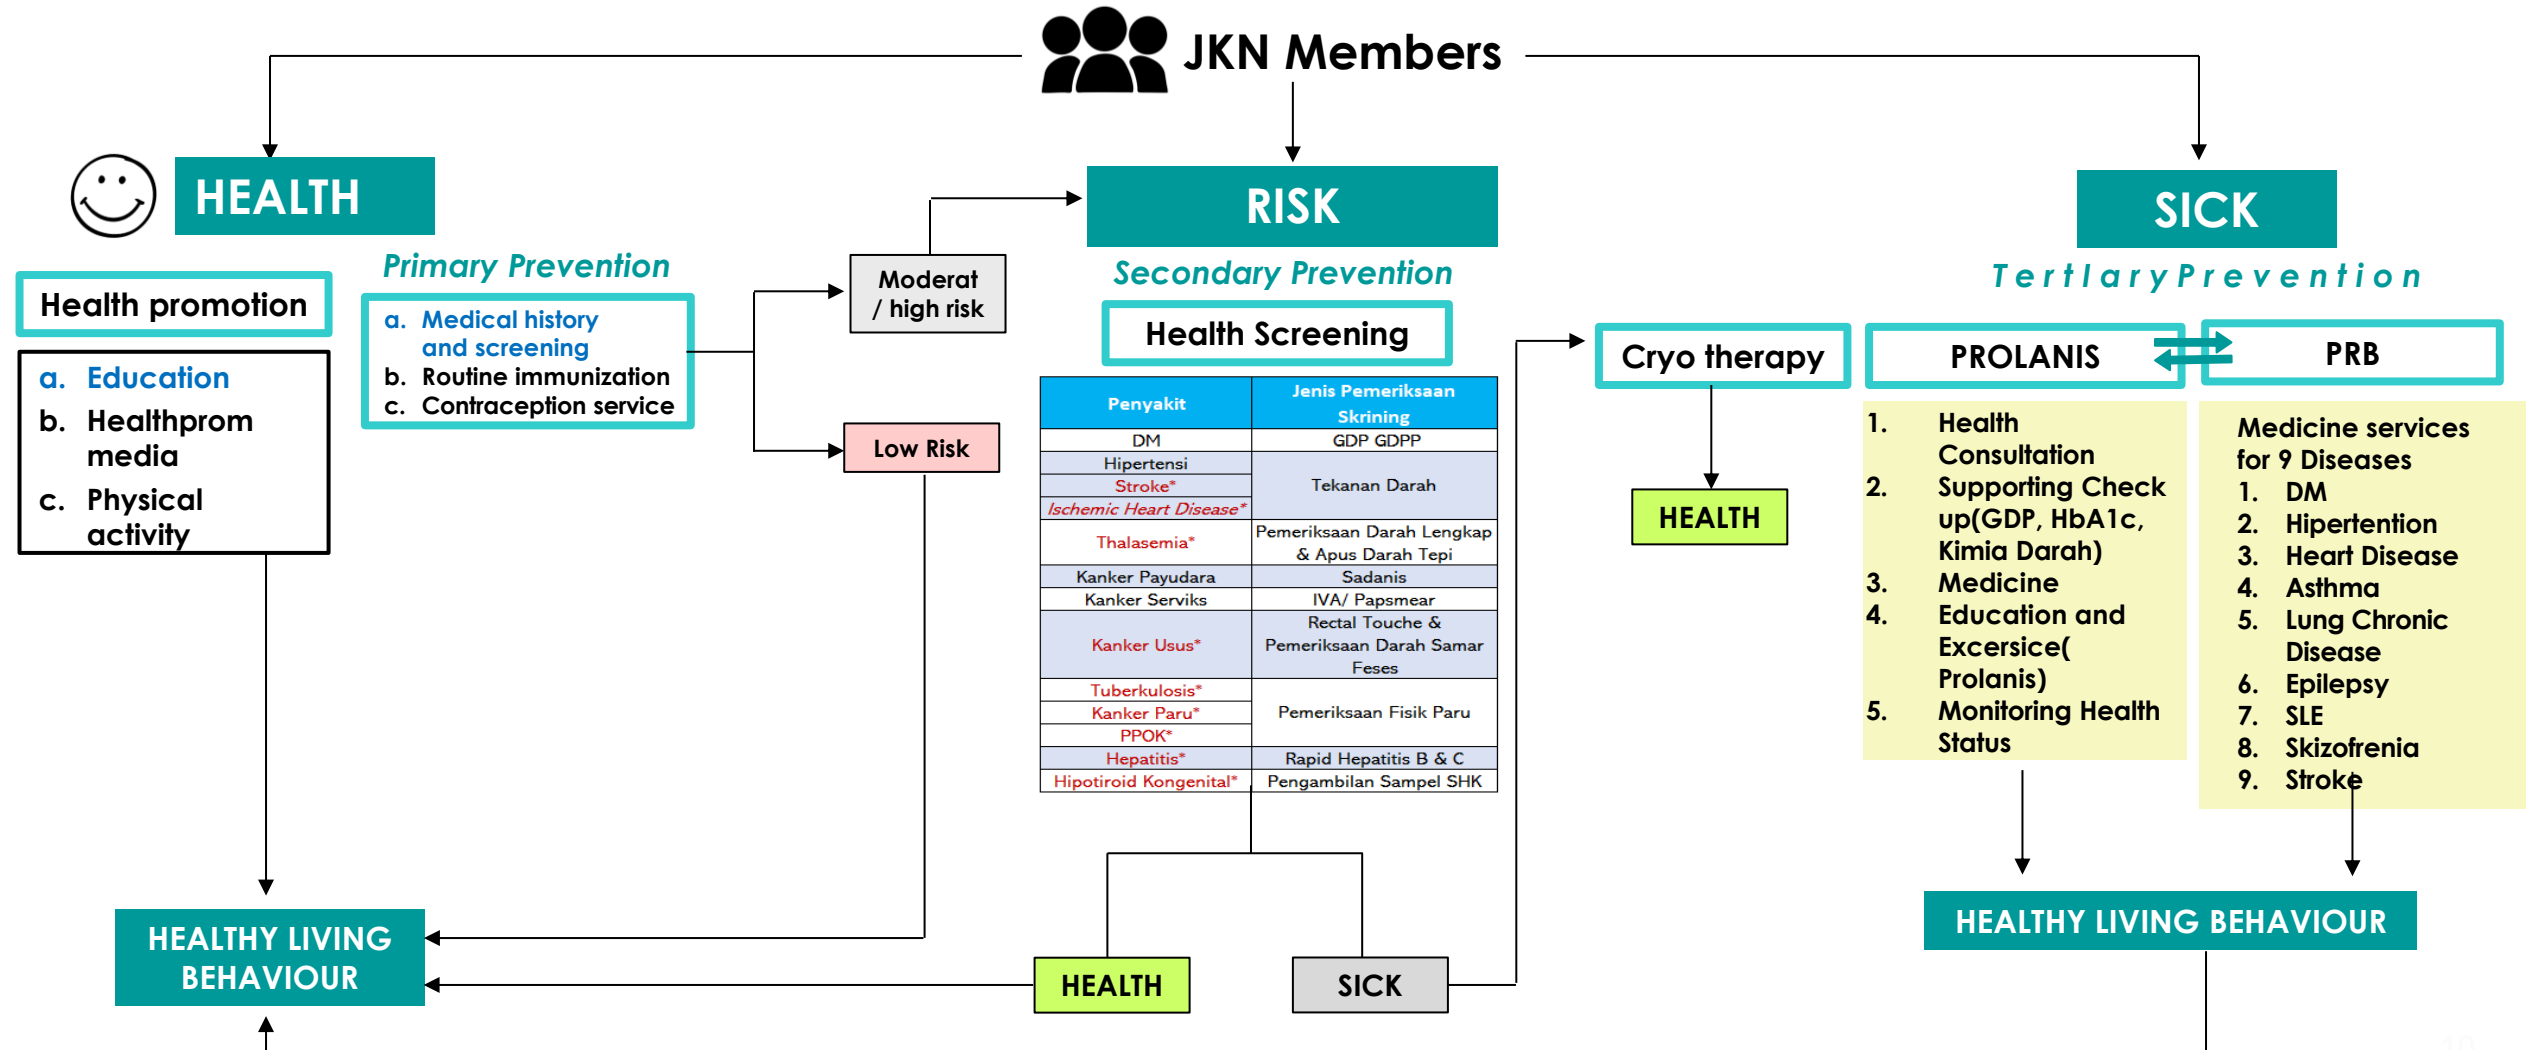 JKN Members
HEALTH
Health promotion
a. Education
b. Healthprom
media
c. Physical
activity
Primary Prevention
a. Medical history
and screening
b. Routine immunization
c. Contraception service
Moderat
/ high risk
Low Risk
HEALTHY LIVING
BEHAVIOUR
RISK
Secondary Prevention
Health Screening
Penyakit
Jenis Pemeriksaan
Skrining
DM
GDP GDPP
Hipertensi
Stroke*
Ischemic Heart Disease*
Tekanan Darah
Thalasemia*
Pemeriksaan Darah Lengkap
& Apus Darah Tepi
Kanker Payudara
Sadanis
Kanker Serviks
IVA/ Papsmear
Kanker Usus*
Rectal Touche &
Pemeriksaan Darah Samar
Feses
Tuberkulosis*
Kanker Paru*
PPOK*
Pemeriksaan Fisik Paru
Hepatitis*
Rapid Hepatitis B & C
Hipotiroid Kongenital*
Pengambilan Sampel SHK
HEALTH
SICK
SICK
TertIaryPrevention
Cryo therapy
HEALTH
PROLANIS
1. Health
Consultation
2. Supporting Check
up(GDP, HbA1c,
Kimia Darah)
3. Medicine
4. Education and
Excersice(
Prolanis)
5. Monitoring Health
Status
PRB
Medicine services
for 9 Diseases
1. DM
2. Hipertention
3. Heart Disease
4. Asthma
5. Lung Chronic
Disease
6. Epilepsy
7. SLE
8. Skizofrenia
9. Stroke
HEALTHY LIVING BEHAVIOUR